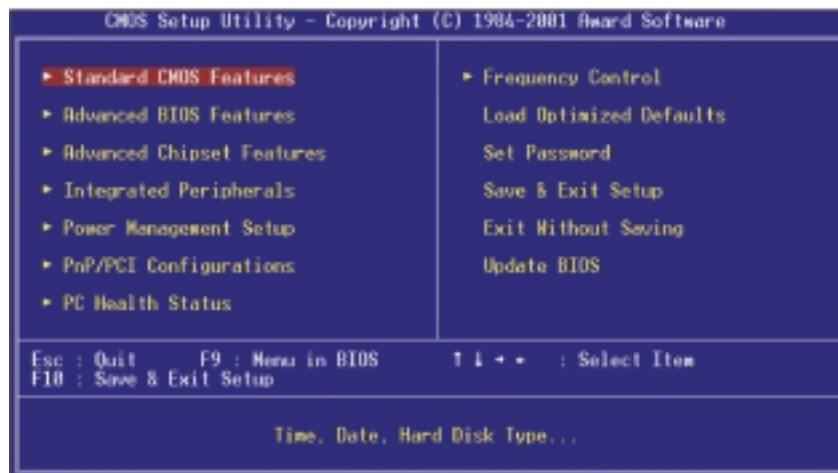 CMOS Setup Utility - Copyright (C) 1984-2001 Award Software
▸ Standard CMOS Features
▸ Advanced BIOS Features
▸ Advanced Chipset Features
▸ Integrated Peripherals
▸ Power Management Setup
▸ PnP/PCI Configurations
▸ PC Health Status
▸ Frequency Control
Load Optimized Defaults
Set Password
Save & Exit Setup
Exit Without Saving
Update BIOS
Esc : Quit F9 : Menu in BIOS ↑ ↓ → ← : Select Item
F10 : Save & Exit Setup
Time, Date, Hard Disk Type...